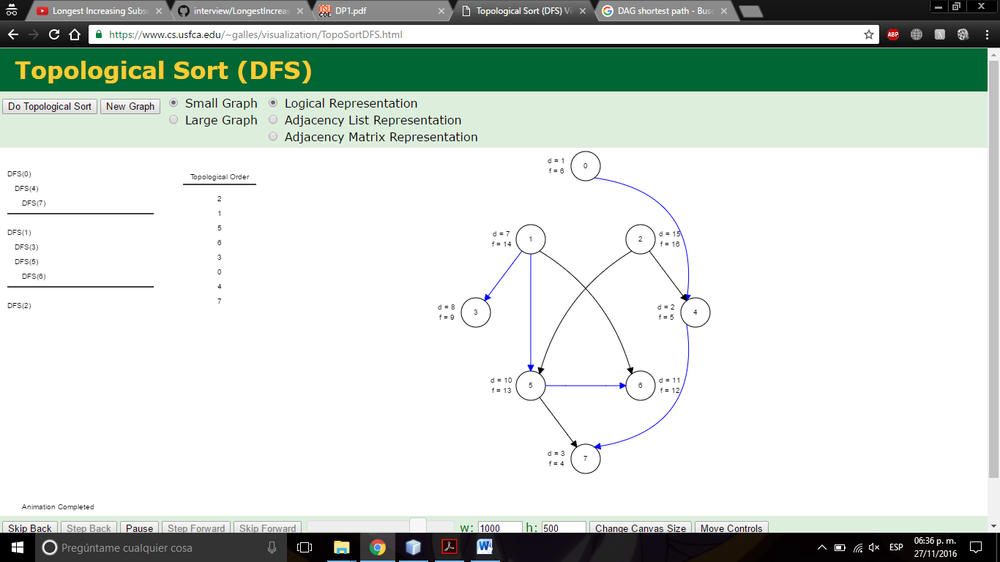 Longest Increasing Subse
interview/LongestIncreas
DP1.pdf
Topological Sort (DFS) Vi
DAG shortest path - Busc
https://www.cs.usfca.edu/~galles/visualization/TopoSortDFS.html
ABP
Topological Sort (DFS)
Do Topological Sort
New Graph
Small Graph
Large Graph
Logical Representation
Adjacency List Representation
Adjacency Matrix Representation
DFS(0)
DFS(4)
DFS(7)
DFS(1)
DFS(3)
DFS(5)
DFS(6)
DFS(2)
Topological Order
2
1
5
6
3
0
4
7
d = 1
f = 6
0
d = 7
f = 14
1
2
d = 15
f = 16
d = 8
f = 9
3
d = 2
f = 5
4
d = 10
f = 13
5
6
d = 11
f = 12
d = 3
f = 4
7
Animation Completed
Skip Back
Step Back
Pause
Step Forward
Skip Forward
w: 1000
h: 500
Change Canvas Size
Move Controls
Pregúntame cualquier cosa
ESP
06:36 p. m.
27/11/2016